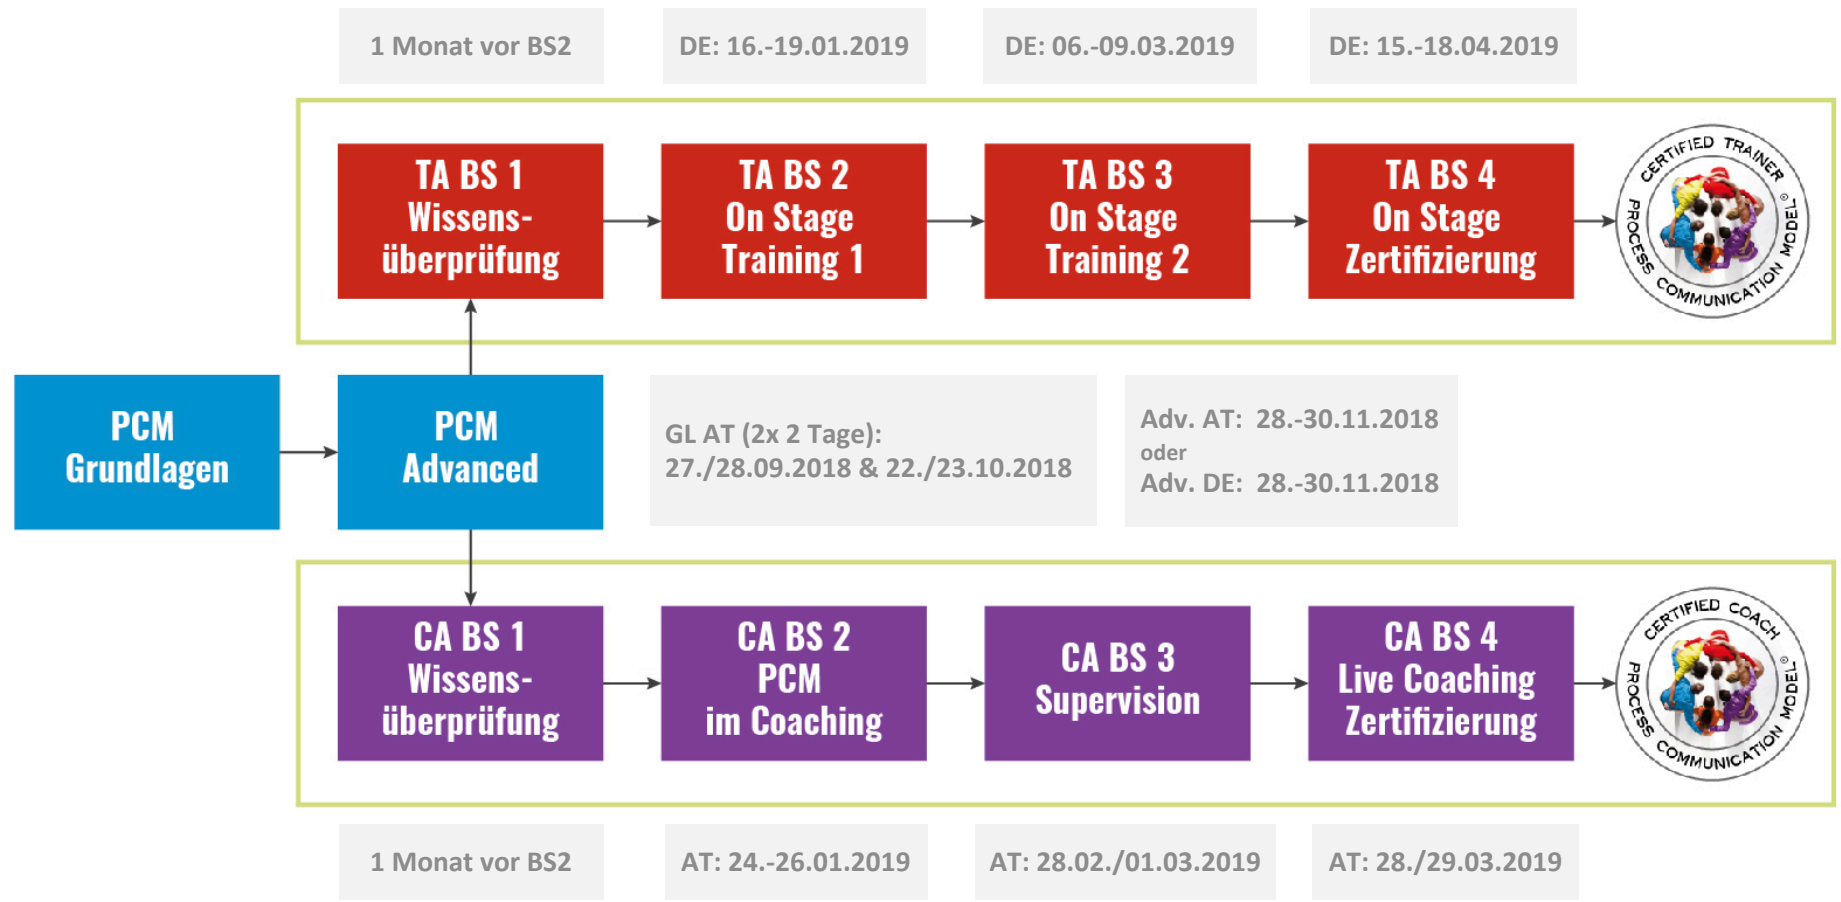 1 Monat vor BS2
DE: 16.-19.01.2019
DE: 06.-09.03.2019
DE: 15.-18.04.2019
TA BS 1
Wissens-
überprüfung
TA BS 2
On Stage
Training 1
TA BS 3
On Stage
Training 2
TA BS 4
On Stage
Zertifizierung
CERTIFIED TRAINER
PROCESS COMMUNICATION MODEL®
PCM
Grundlagen
PCM
Advanced
GL AT (2x 2 Tage):
27./28.09.2018 & 22./23.10.2018
Adv. AT: 28.-30.11.2018
oder
Adv. DE: 28.-30.11.2018
CA BS 1
Wissens-
überprüfung
CA BS 2
PCM
im Coaching
CA BS 3
Supervision
CA BS 4
Live Coaching
Zertifizierung
CERTIFIED COACH
PROCESS COMMUNICATION MODEL®
1 Monat vor BS2
AT: 24.-26.01.2019
AT: 28.02./01.03.2019
AT: 28./29.03.2019